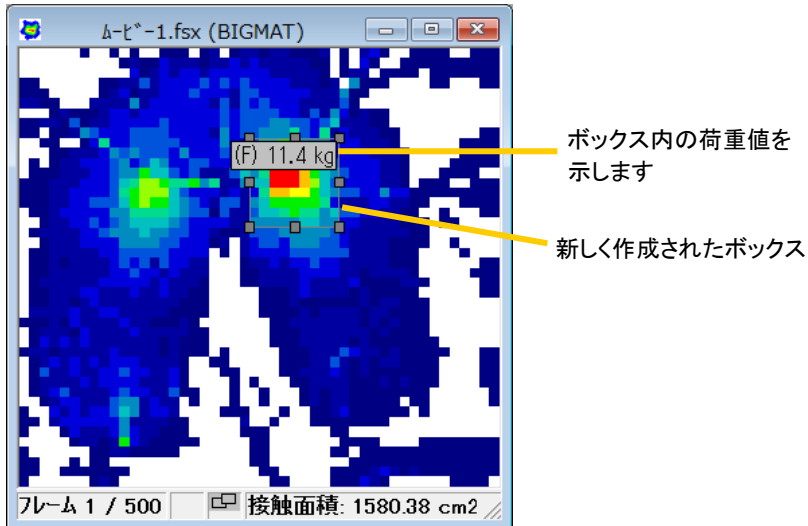 ﾑｰﾋﾞｰ1.fsx (BIGMAT)
(F) 11.4 kg
ボックス内の荷重値を
示します
新しく作成されたボックス
ﾌﾚｰﾑ 1 / 500
接触面積: 1580.38 cm2